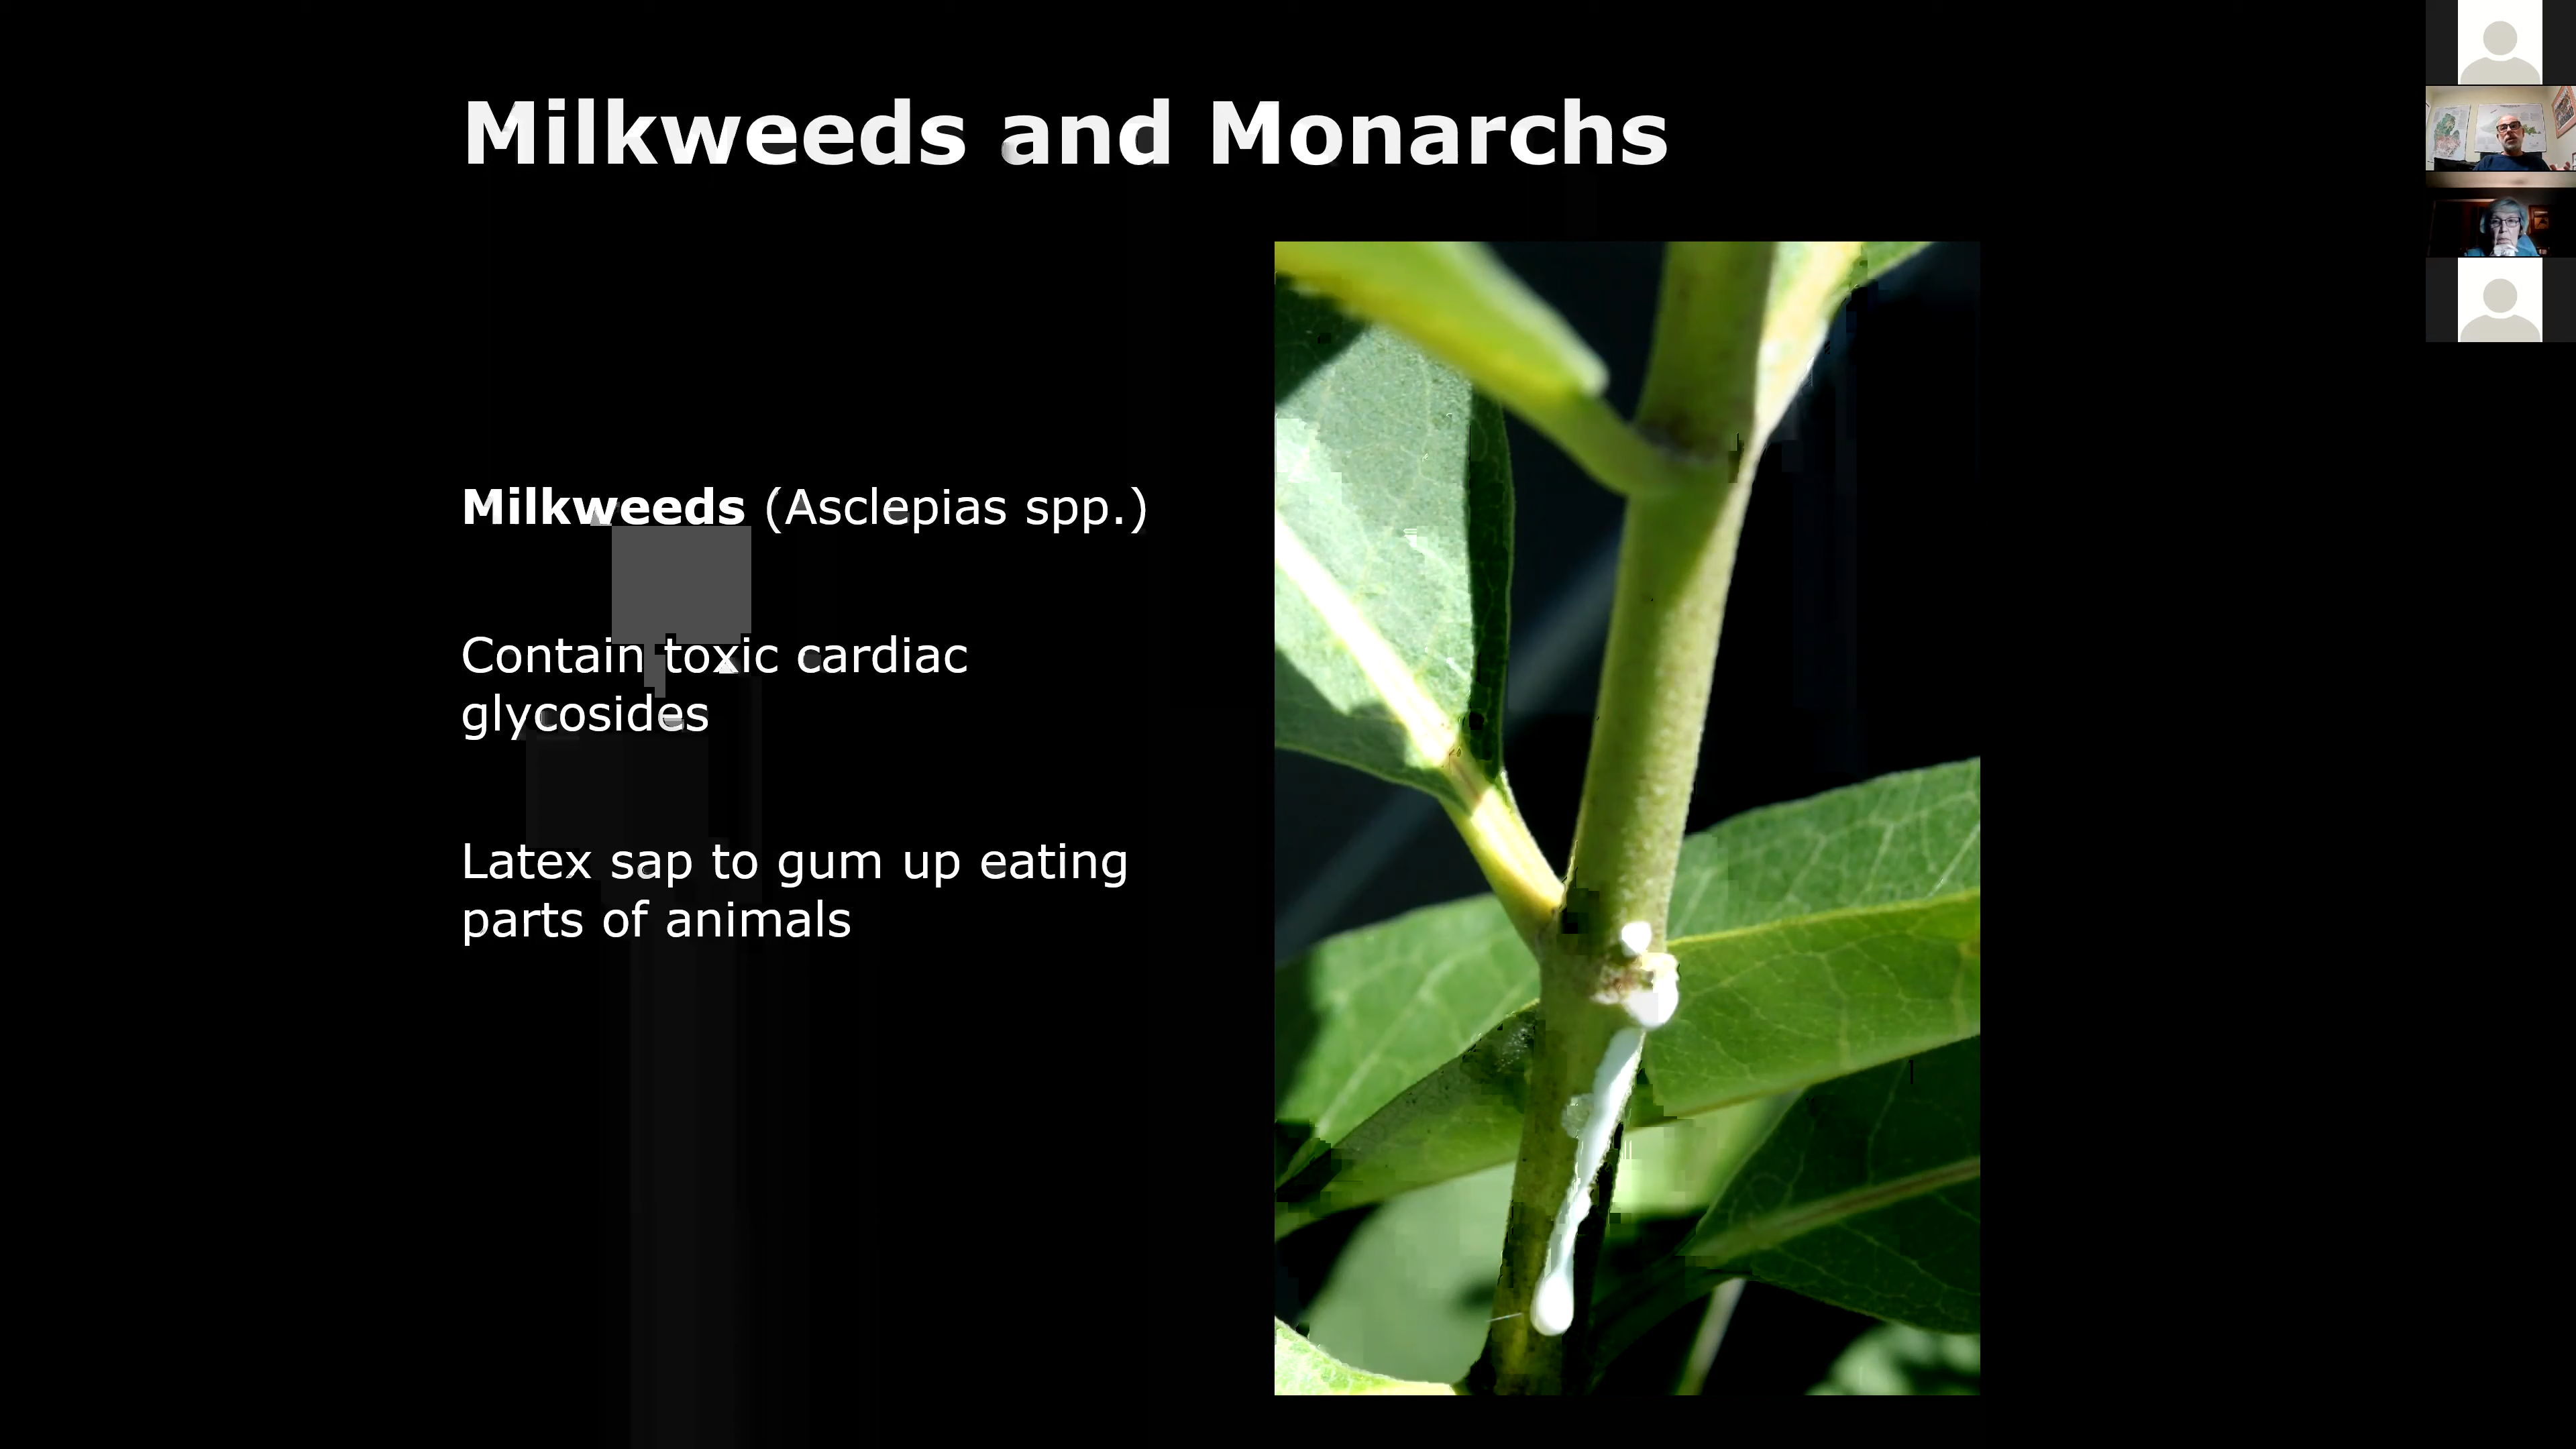 Milkweeds and Monarchs
Milkweeds (Asclepias spp.)
Contain toxic cardiac
glycosides
Latex sap to gum up eating
parts of animals